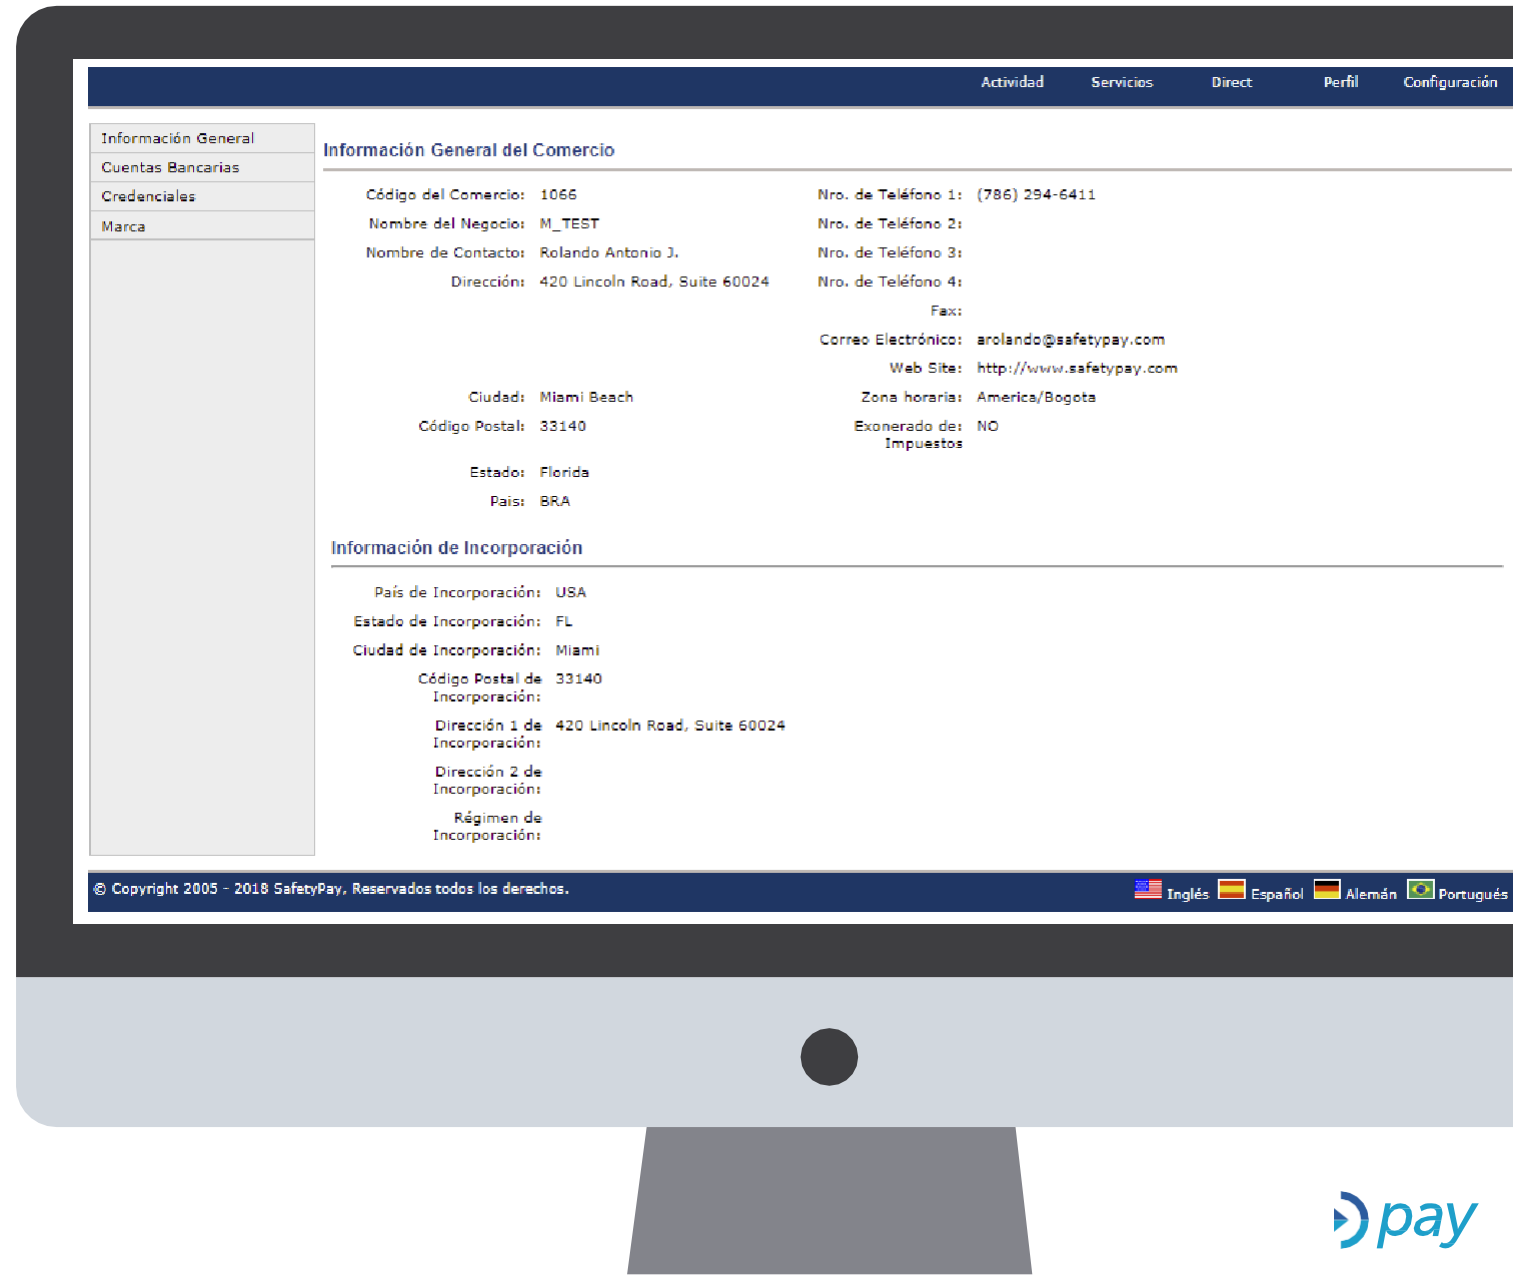 Actividad Servicios Direct Perfil Configuración
Información General
Cuentas Bancarias
Credenciales
Marca
Información General del Comercio
Código del Comercio: 1066
Nombre del Negocio: M_TEST
Nombre de Contacto: Rolando Antonio J.
Dirección: 420 Lincoln Road, Suite 60024
Ciudad: Miami Beach
Código Postal: 33140
Estado: Florida
Pais: BRA
Nro. de Teléfono 1: (786) 294-6411
Nro. de Teléfono 2:
Nro. de Teléfono 3:
Nro. de Teléfono 4:
Fax:
Correo Electrónico: arolando@safetypay.com
Web Site: http://www.safetypay.com
Zona horaria: America/Bogota
Exonerado de: NO
Impuestos
Información de Incorporación
País de Incorporación: USA
Estado de Incorporación: FL
Ciudad de Incorporación: Miami
Código Postal de 33140
Incorporación:
Dirección 1 de 420 Lincoln Road, Suite 60024
Incorporación:
Dirección 2 de
Incorporación:
Régimen de
Incorporación:
© Copyright 2005 - 2018 SafetyPay, Reservados todos los derechos.
Inglés Español Alemán Portugués
pay